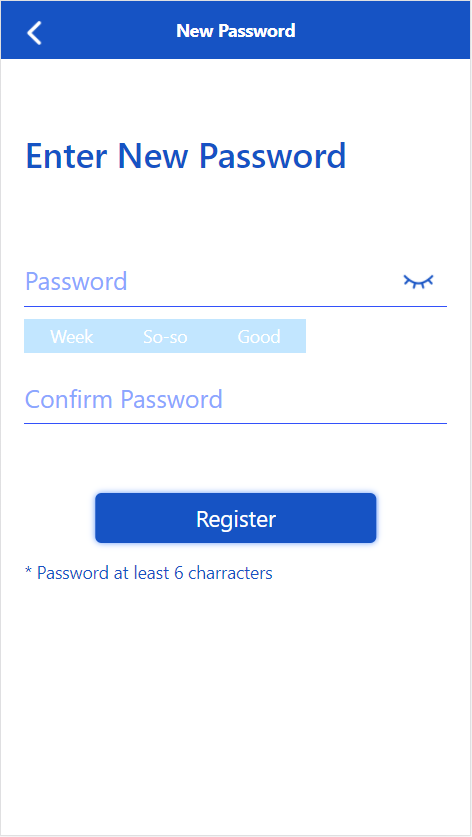 New Password
Enter New Password
Password
Week So-so Good
Confirm Password
Register
* Password at least 6 charracters